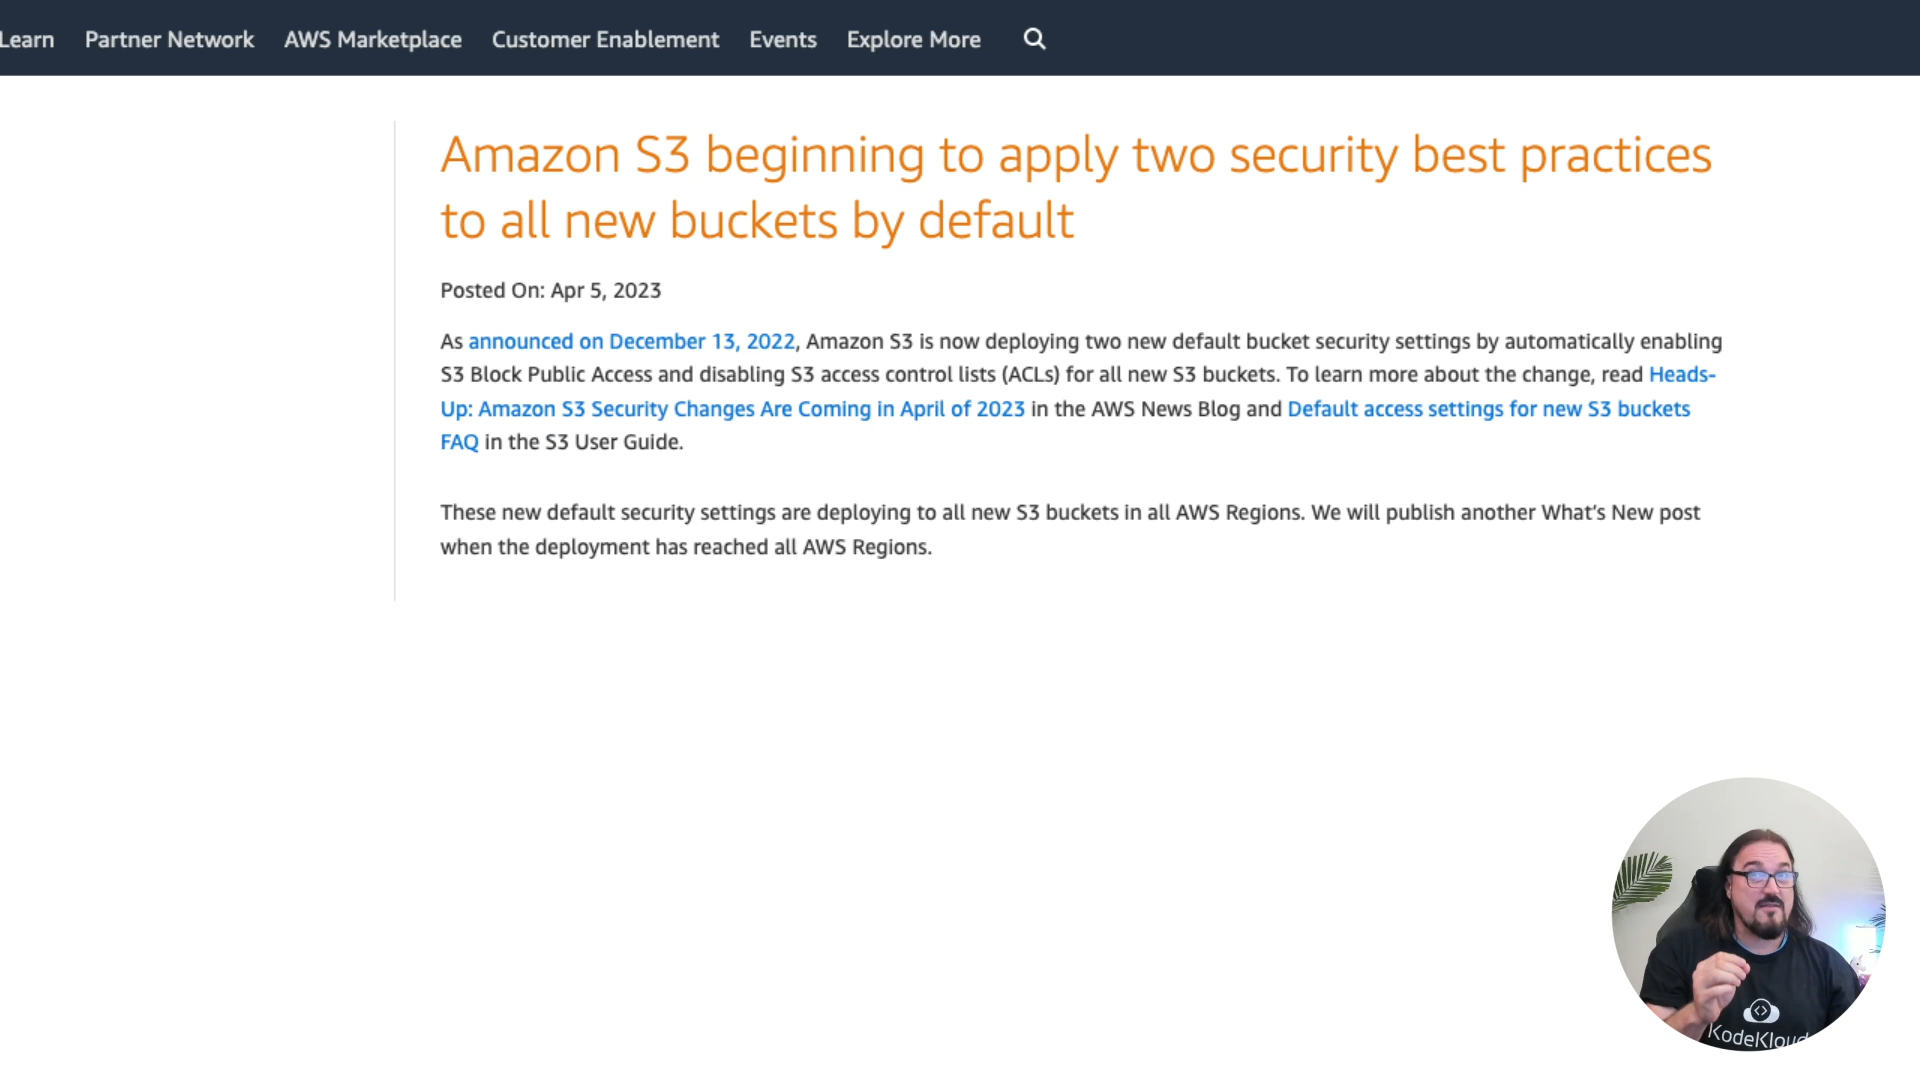 Learn Partner Network AWS Marketplace Customer Enablement Events Explore More
Amazon S3 beginning to apply two security best practices
to all new buckets by default
Posted On: Apr 5, 2023
As announced on December 13, 2022, Amazon S3 is now deploying two new default bucket security settings by automatically enabling
S3 Block Public Access and disabling S3 access control lists (ACLs) for all new S3 buckets. To learn more about the change, read Heads-
Up: Amazon S3 Security Changes Are Coming in April of 2023 in the AWS News Blog and Default access settings for new S3 buckets
FAQ in the S3 User Guide.
These new default security settings are deploying to all new S3 buckets in all AWS Regions. We will publish another What's New post
when the deployment has reached all AWS Regions.
KodeKloud